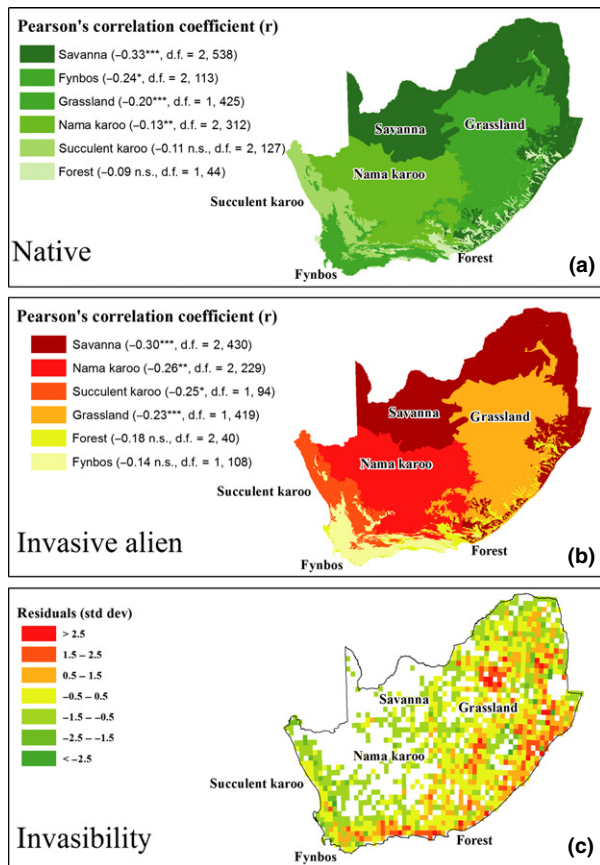 Pearson's correlation coefficient (r)
Savanna (−0.33***, d.f. = 2, 538)
Fynbos (−0.24*, d.f. = 2, 113)
Grassland (−0.20***, d.f. = 1, 425)
Nama karoo (−0.13**, d.f. = 2, 312)
Succulent karoo (−0.11 n.s., d.f. = 2, 127)
Forest (−0.09 n.s., d.f. = 1, 44)
Savanna
Grassland
Nama karoo
Succulent karoo
Forest
Fynbos
Native
(a)
Pearson's correlation coefficient (r)
Savanna (−0.30***, d.f. = 2, 430)
Nama karoo (−0.26**, d.f. = 2, 229)
Succulent karoo (−0.25*, d.f. = 1, 94)
Grassland (−0.23***, d.f. = 1, 419)
Forest (−0.18 n.s., d.f. = 2, 40)
Fynbos (−0.14 n.s., d.f. = 1, 108)
Savanna
Grassland
Nama karoo
Succulent karoo
Forest
Fynbos
Invasive alien
(b)
Residuals (std dev)
> 2.5
1.5 – 2.5
0.5 – 1.5
-0.5 – 0.5
-1.5 – -0.5
-2.5 – -1.5
< -2.5
Savanna
Grassland
Nama karoo
Succulent karoo
Forest
Fynbos
Invasibility
(c)